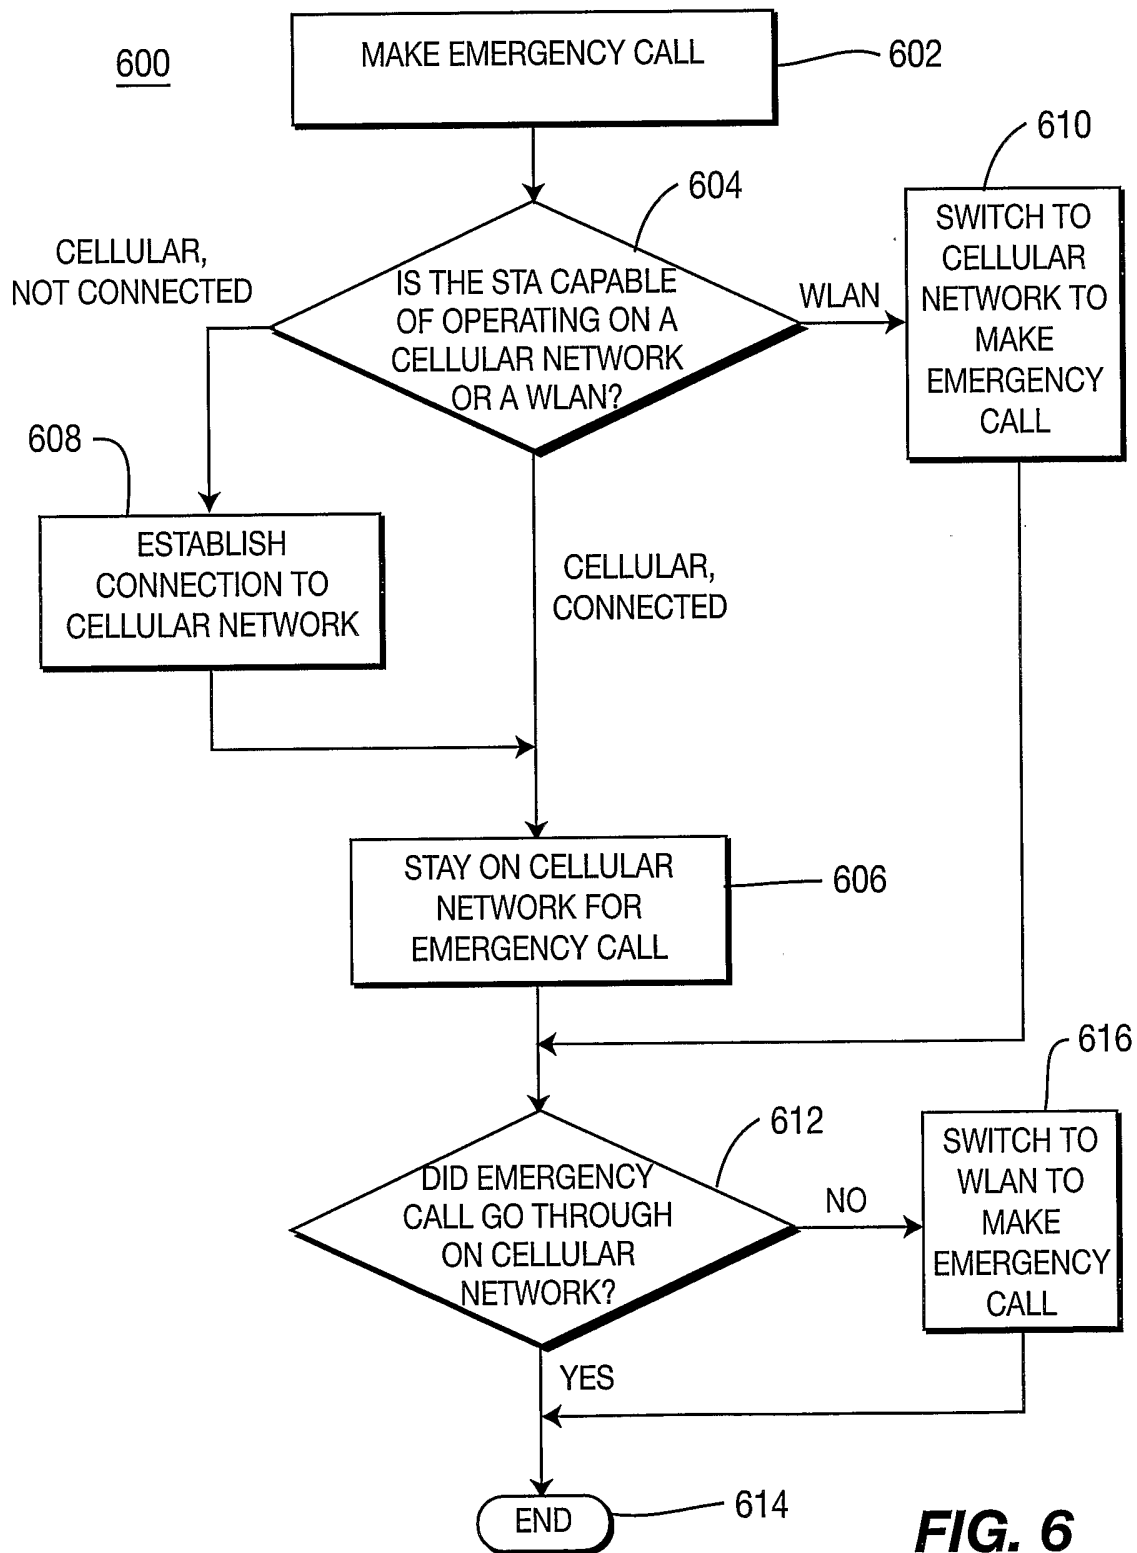 600
MAKE EMERGENCY CALL
602
604
IS THE STA CAPABLE
OF OPERATING ON A
CELLULAR NETWORK
OR A WLAN?
CELLULAR,
NOT CONNECTED
WLAN
610
SWITCH TO
CELLULAR
NETWORK TO
MAKE
EMERGENCY
CALL
608
ESTABLISH
CONNECTION TO
CELLULAR NETWORK
CELLULAR,
CONNECTED
STAY ON CELLULAR
NETWORK FOR
EMERGENCY CALL
606
612
DID EMERGENCY
CALL GO THROUGH
ON CELLULAR
NETWORK?
NO
616
SWITCH TO
WLAN TO
MAKE
EMERGENCY
CALL
YES
END
614
FIG. 6